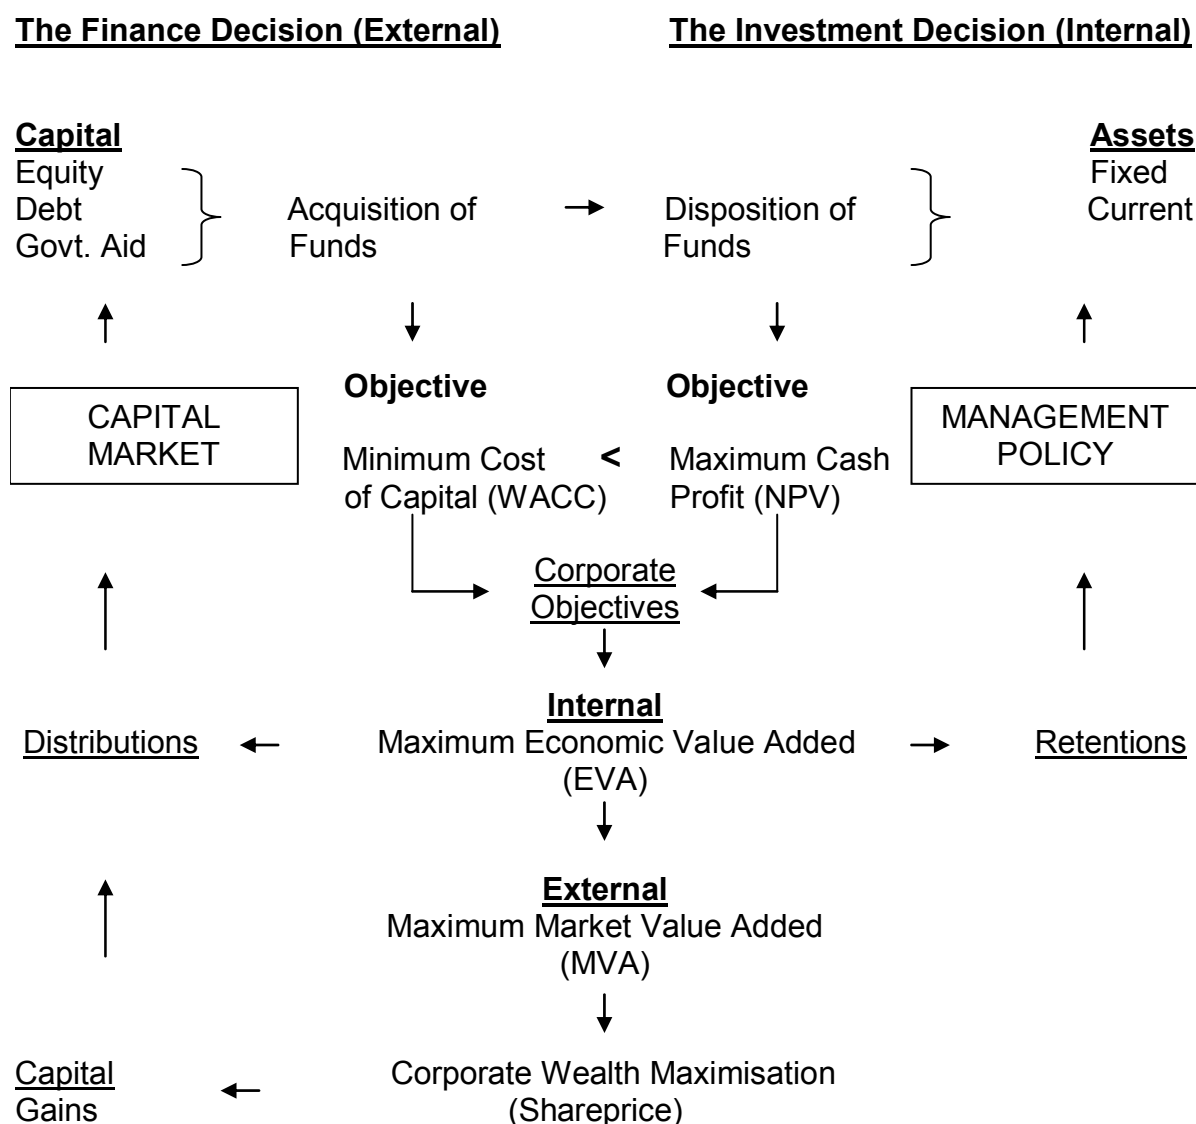 The Finance Decision (External)
The Investment Decision (Internal)
Capital
Equity
Debt
Govt. Aid
Acquisition of
Funds
Disposition of
Funds
Assets
Fixed
Current
CAPITAL
MARKET
Objective
Minimum Cost
of Capital (WACC)
<
Objective
Maximum Cash
Profit (NPV)
MANAGEMENT
POLICY
Corporate
Objectives
Distributions
Internal
Maximum Economic Value Added
(EVA)
Retentions
External
Maximum Market Value Added
(MVA)
Capital
Gains
Corporate Wealth Maximisation
(Shareprice)